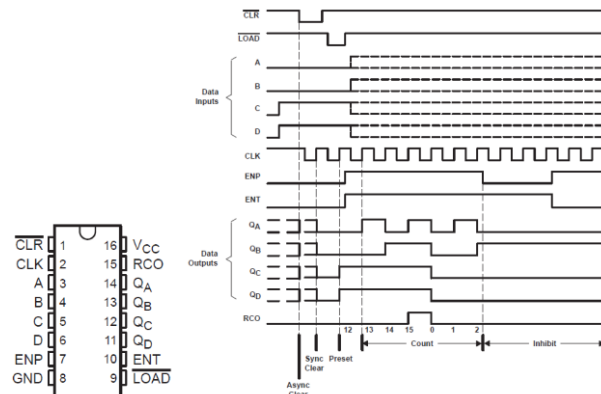 CLR
LOAD
A
B
Data
Inputs
C
D
CLK
ENP
ENT
QA
QB
Data
Outputs
QC
QD
RCO
12 13 14 15 0 1 2
Sync Preset
Clear
Count
Inhibit
Async
Clear
CLR 1 16 VCC
CLK 2 15 RCO
A 3 14 QA
B 4 13 QB
C 5 12 QC
D 6 11 QD
ENP 7 10 ENT
GND 8 9 LOAD